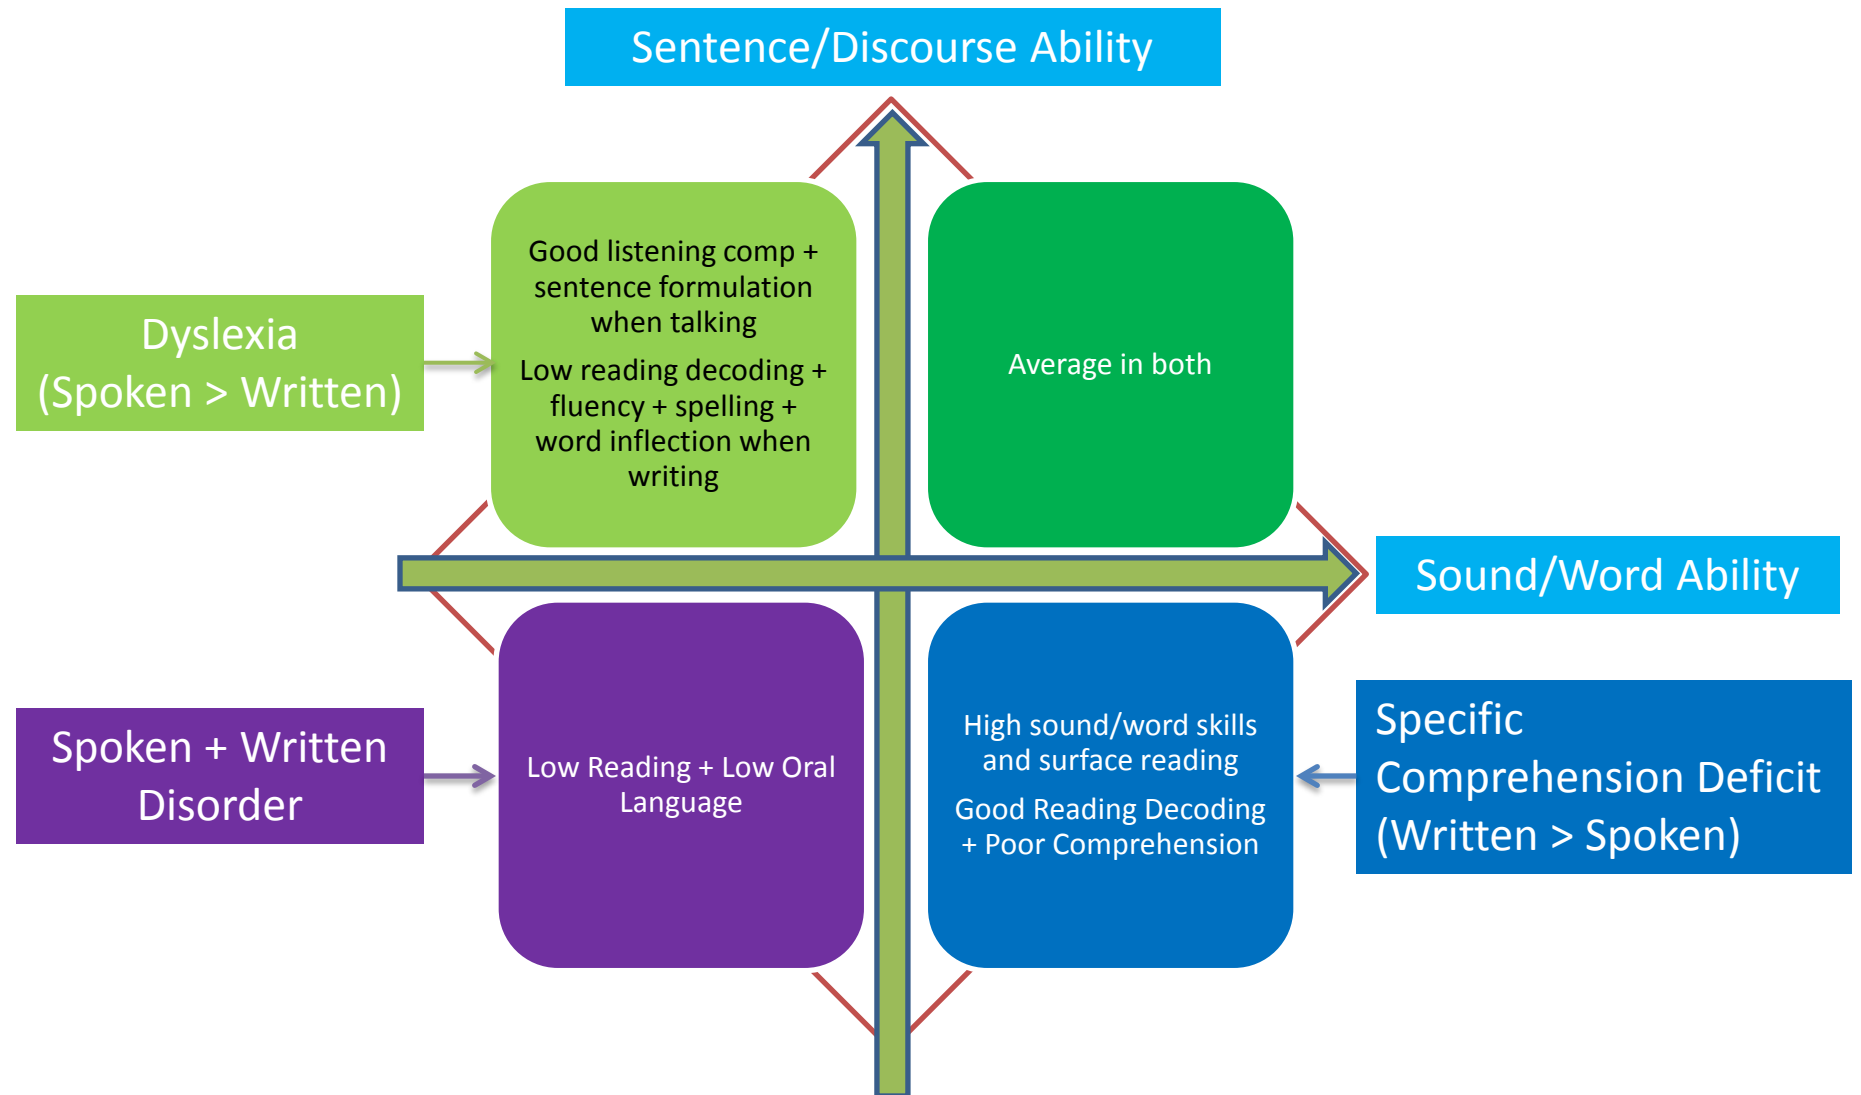 Sentence/Discourse Ability
Good listening comp +
sentence formulation
when talking
Low reading decoding +
fluency + spelling +
word inflection when
writing
Dyslexia
(Spoken > Written)
Average in both
Sound/Word Ability
Spoken + Written
Disorder
Low Reading + Low Oral
Language
High sound/word skills
and surface reading
Good Reading Decoding
+ Poor Comprehension
Specific
Comprehension Deficit
(Written > Spoken)